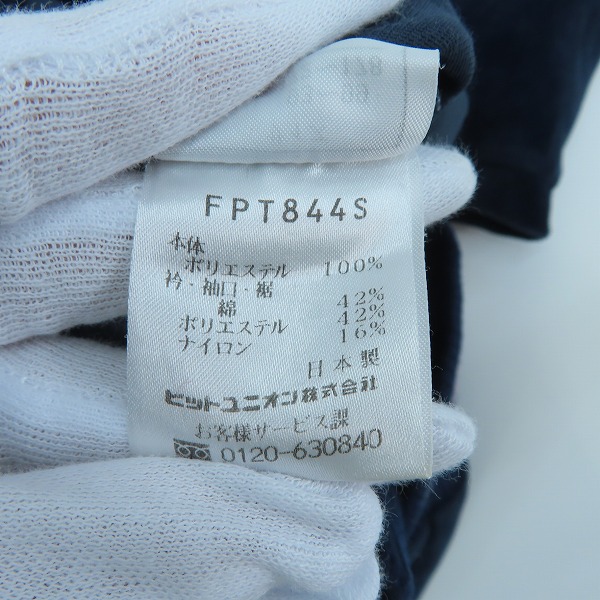 FPT844S
本体
ポリエステル 100%
衿・袖口・裾
綿 42%
ポリエステル 42%
ナイロン 16%
日本製
ビットユニオン株式会社
お客様サービス課
0120-630840